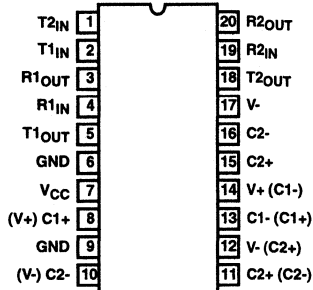 T2IN 1 20 R2OUT
T1IN 2 19 R2IN
R1OUT 3 18 T2OUT
R1IN 4 17 V-
T1OUT 5 16 C2-
GND 6 15 C2+
VCC 7 14 V+ (C1-)
(V+) C1+ 8 13 C1- (C1+)
GND 9 12 V- (C2+)
(V-) C2- 10 11 C2+ (C2-)